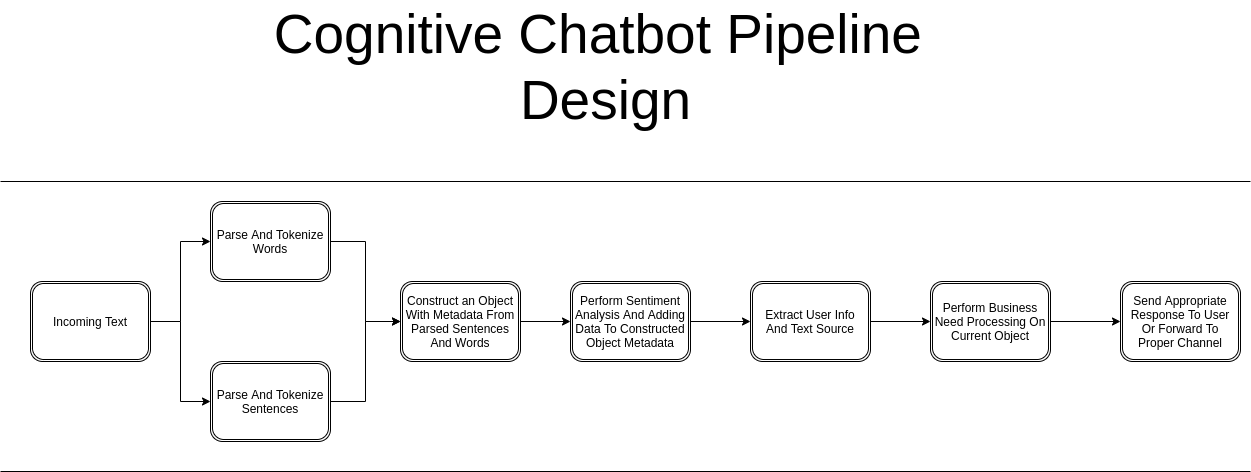 Cognitive Chatbot Pipeline
Design
Incoming Text
Parse And Tokenize
Words
Parse And Tokenize
Sentences
Construct an Object
With Metadata From
Parsed Sentences
And Words
Perform Sentiment
Analysis And Adding
Data To Constructed
Object Metadata
Extract User Info
And Text Source
Perform Business
Need Processing On
Current Object
Send Appropriate
Response To User
Or Forward To
Proper Channel